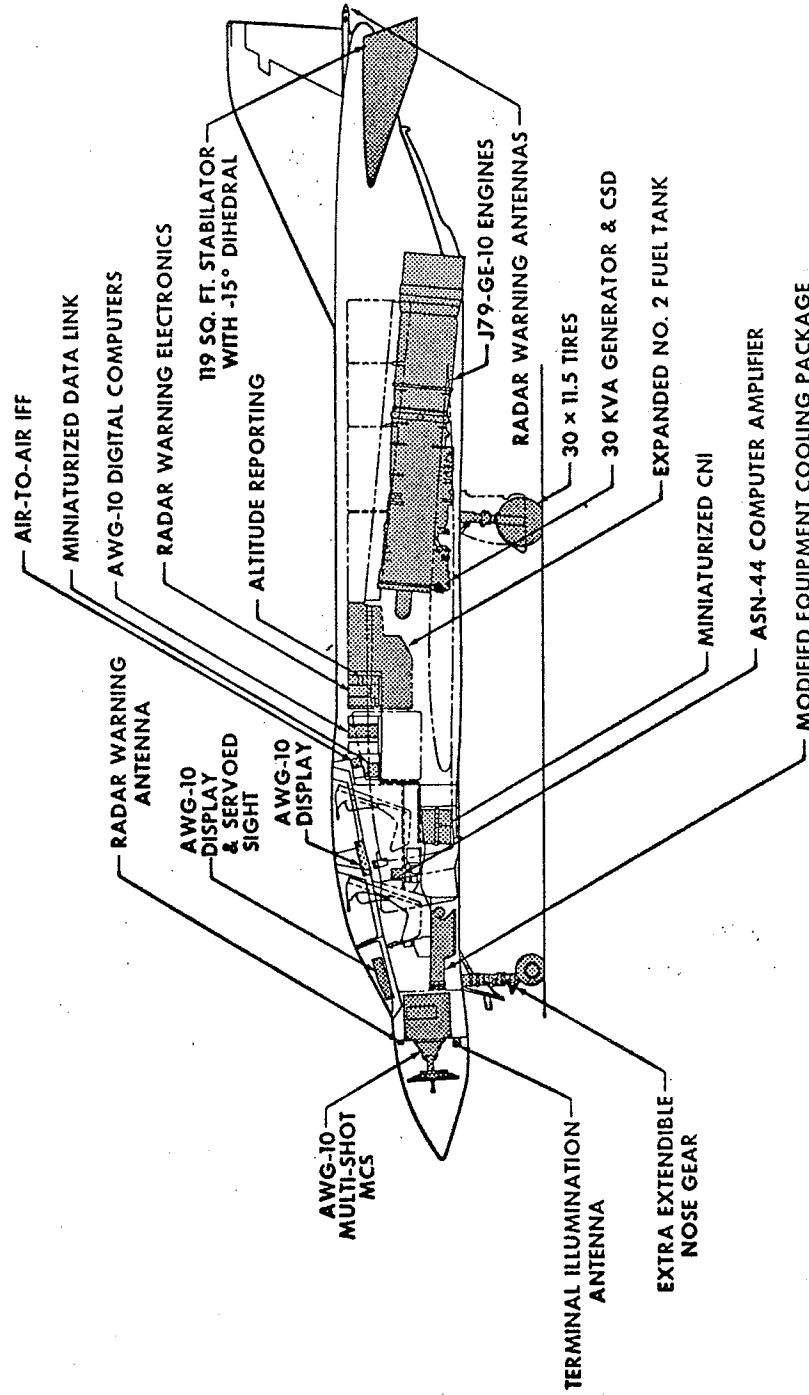 AIR-TO-AIR IFF
MINIATURIZED DATA LINK
AWG-10 DIGITAL COMPUTERS
RADAR WARNING ELECTRONICS
119 SQ. FT. STABILATOR
WITH -15° DIHEDRAL
ALTITUDE REPORTING
RADAR WARNING
ANTENNA
AWG-10
DISPLAY
& SERVOED
SIGHT
AWG-10
DISPLAY
AWG-10
MULTI-SHOT
MCS
TERMINAL ILLUMINATION
ANTENNA
EXTRA EXTENDIBLE
NOSE GEAR
RADAR WARNING ANTENNAS
J79-GE-10 ENGINES
30 x 11.5 TIRES
30 KVA GENERATOR & CSD
EXPANDED NO. 2 FUEL TANK
MINIATURIZED CNI
ASN-44 COMPUTER AMPLIFIER
MODIFIED EQUIPMENT COOLING PACKAGE